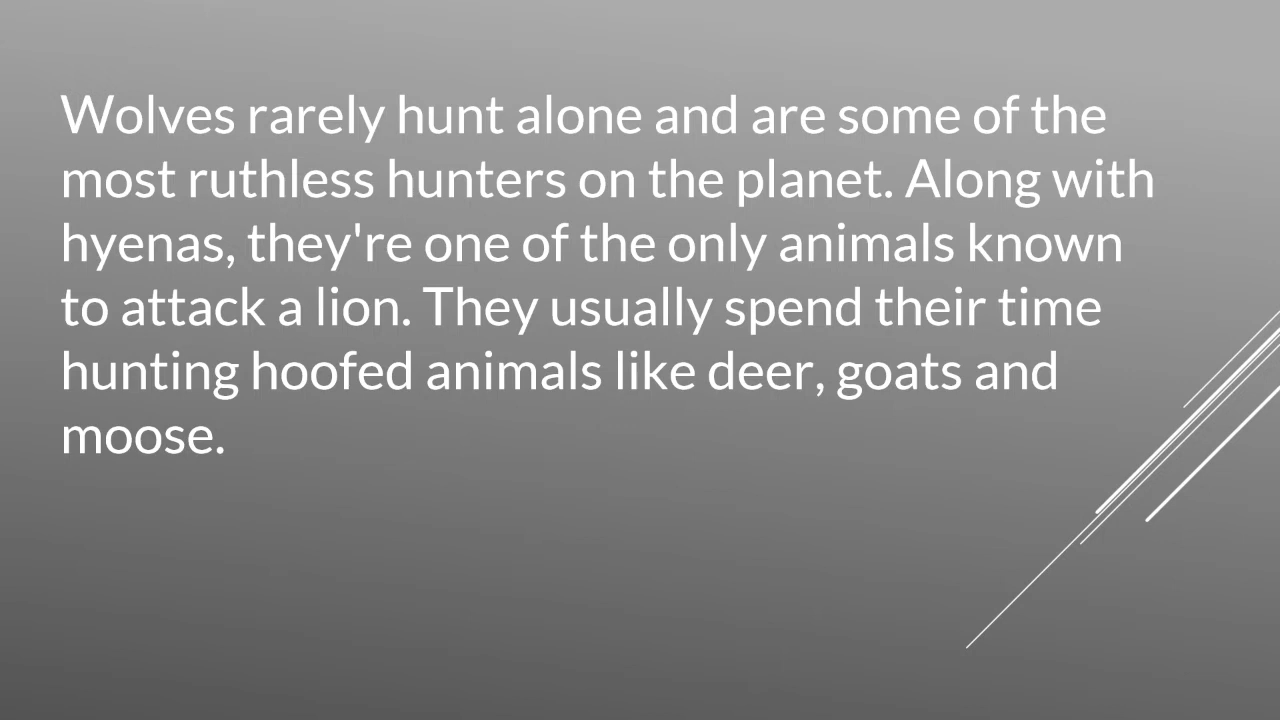 Wolves rarely hunt alone and are some of the
most ruthless hunters on the planet. Along with
hyenas, they're one of the only animals known
to attack a lion. They usually spend their time
hunting hoofed animals like deer, goats and
moose.